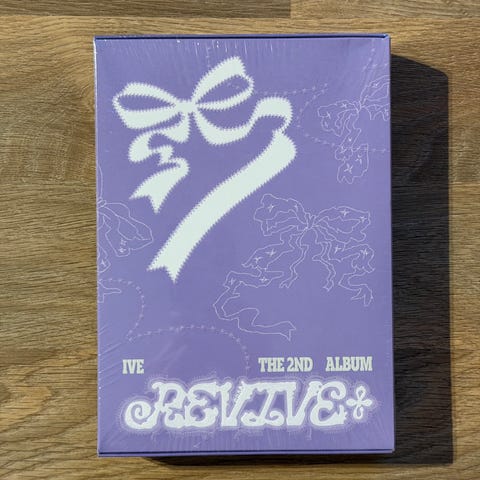 IVE THE 2ND ALBUM
REVIVE+